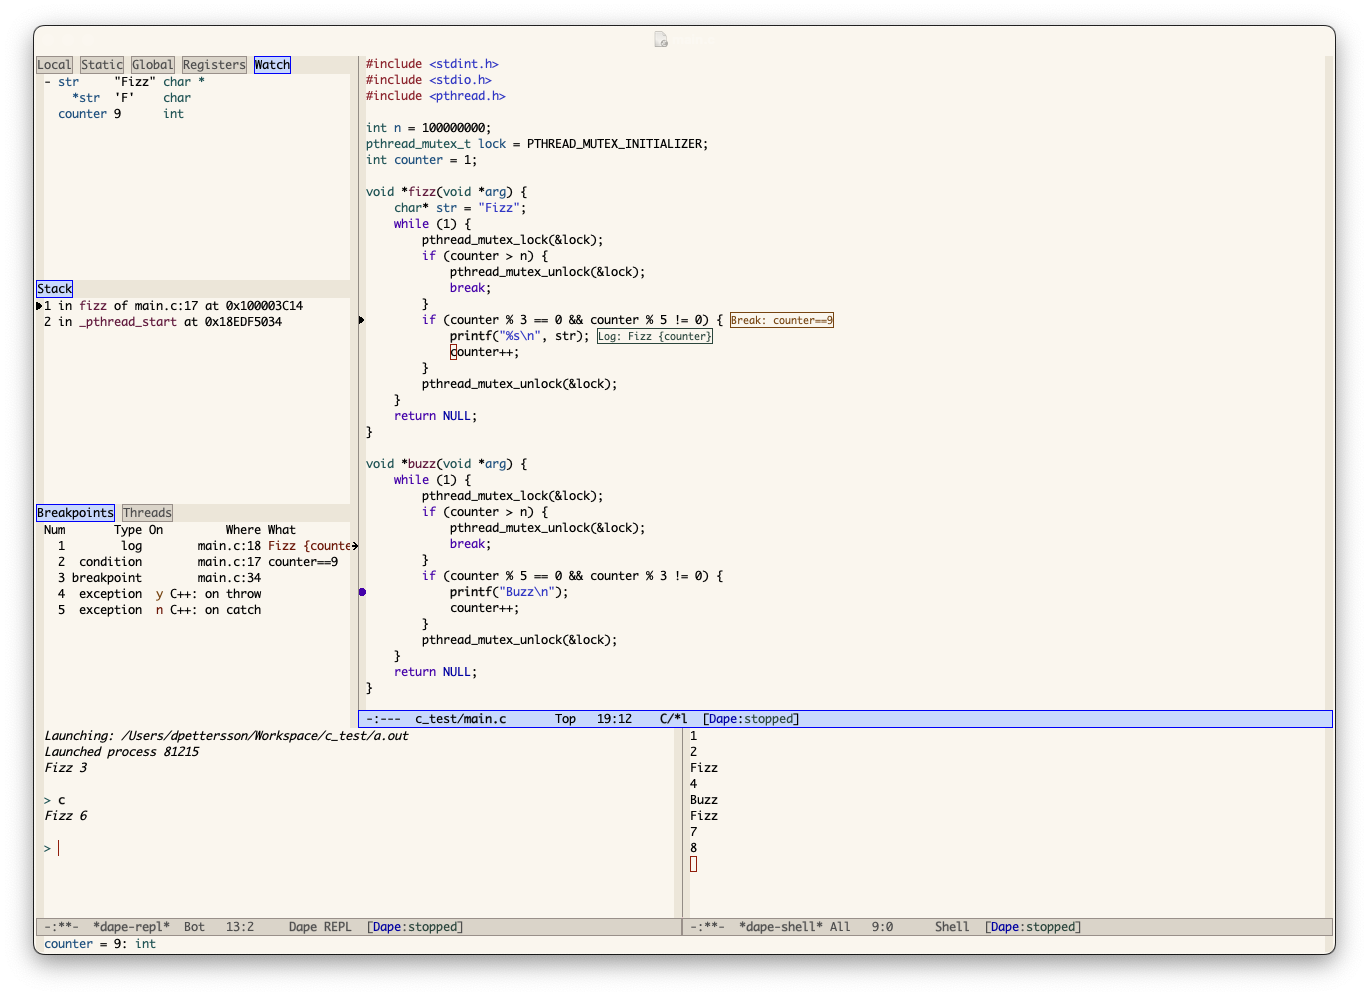 Local Static Global Registers Watch
- str     "Fizz" char *
    *str  'F'    char
  counter 9      int
Stack
1 in fizz of main.c:17 at 0x100003C14
2 in _pthread_start at 0x18EDF5034
Breakpoints Threads
Num       Type On         Where What
  1        log        main.c:18 Fizz {counte
  2  condition        main.c:17 counter==9
  3 breakpoint        main.c:34
  4  exception  y C++: on throw
  5  exception  n C++: on catch
#include <stdint.h>
#include <stdio.h>
#include <pthread.h>
int n = 100000000;
pthread_mutex_t lock = PTHREAD_MUTEX_INITIALIZER;
int counter = 1;
void *fizz(void *arg) {
    char* str = "Fizz";
    while (1) {
        pthread_mutex_lock(&lock);
        if (counter > n) {
            pthread_mutex_unlock(&lock);
            break;
        }
        if (counter % 3 == 0 && counter % 5 != 0) { Break: counter==9
            printf("%s\n", str); Log: Fizz {counter}
            counter++;
        }
        pthread_mutex_unlock(&lock);
    }
    return NULL;
}
void *buzz(void *arg) {
    while (1) {
        pthread_mutex_lock(&lock);
        if (counter > n) {
            pthread_mutex_unlock(&lock);
            break;
        }
        if (counter % 5 == 0 && counter % 3 != 0) {
            printf("Buzz\n");
            counter++;
        }
        pthread_mutex_unlock(&lock);
    }
    return NULL;
}
-:---  c_test/main.c       Top   19:12    C/*l  [Dape:stopped]
Launching: /Users/dpettersson/Workspace/c_test/a.out
Launched process 81215
Fizz 3
> c
Fizz 6
>
-:**-  *dape-repl*  Bot   13:2     Dape REPL  [Dape:stopped]
1
2
Fizz
4
Buzz
Fizz
7
8
-:**-  *dape-shell* All   9:0      Shell  [Dape:stopped]
counter = 9: int